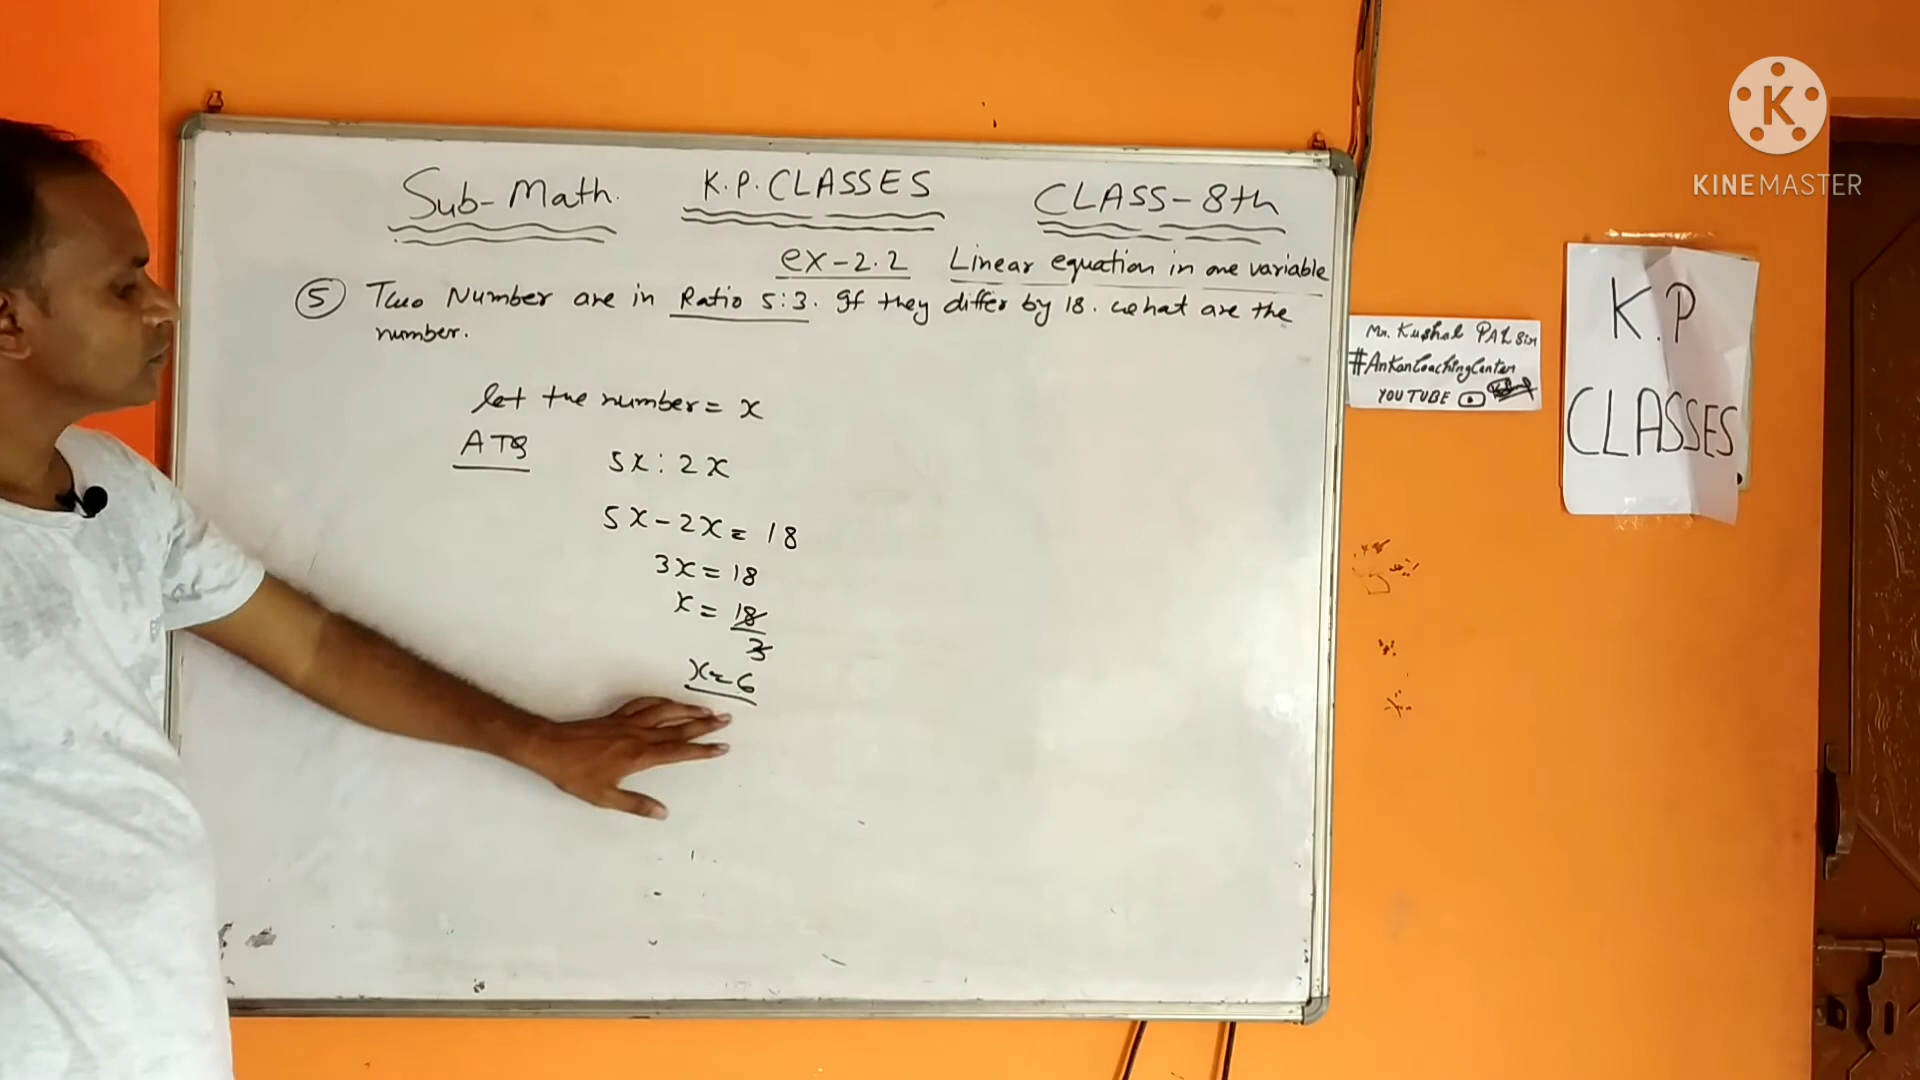 Sub-Math. K.P. CLASSES CLASS-8th
ex-2.2 Linear equation in one variable
5 Two Number are in Ratio 5:3. If they differ by 18. what are the
number.
let the number = x
ATQ 5x : 2x
5x-2x = 18
3x = 18
x = 18/3
x = 6
K
KINEMASTER
Mr. Kushal PAL Sir
#AnkanCoachingCenter
YOUTUBE
K.P
CLASSES.